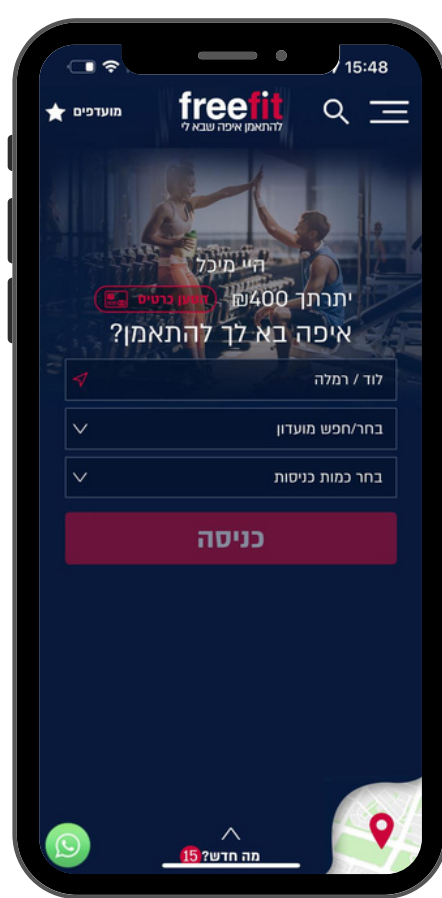 15:48
מועדפים
freefit
להתאמן איפה שבא לי
היי מיכל
יתרתך 400₪ הטען כרטיס
איפה בא לך להתאמן?
לוד / רמלה
בחר/חפש מועדון
בחר כמות כניסות
כניסה
מה חדש? 15